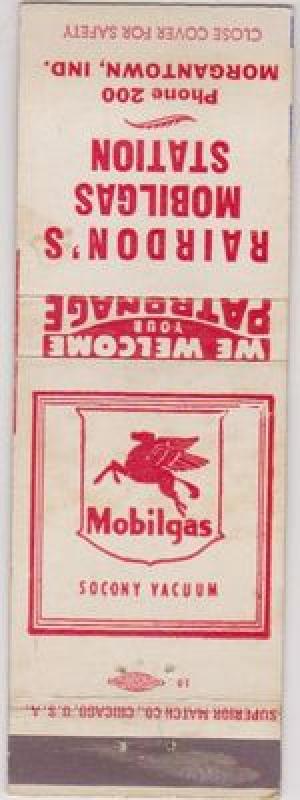 CLOSE COVER FOR SAFETY
MORGANTOWN, IND.
Phone 200
RAIRDON'S
MOBILGAS
STATION
WE WELCOME
YOUR
PATRONAGE
Mobilgas
SOCONY VACUUM
10
SUPERIOR MATCH CO., CHICAGO, U.S.A.